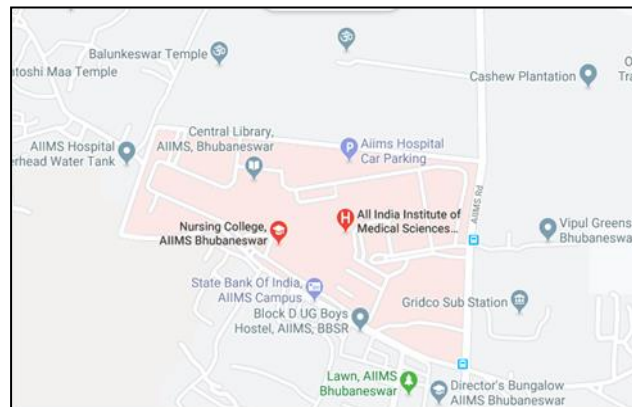 Balunkeswar Temple
ntoshi Maa Temple
Cashew Plantation
O
Tra
AIIMS Hospital
erhead Water Tank
Central Library,
AIIMS, Bhubaneswar
P
Aiims Hospital
Car Parking
AIIMS Rd
Nursing College,
AIIMS Bhubaneswar
H
All India Institute of
Medical Sciences...
Vipul Greens
Bhubaneswa
State Bank Of India,
AIIMS Campus
Gridco Sub Station
Block D UG Boys
Hostel, AIIMS, BBSR
Lawn, AIIMS
Bhubaneswar
Director's Bungalow
AIIMS Bhubaneswar